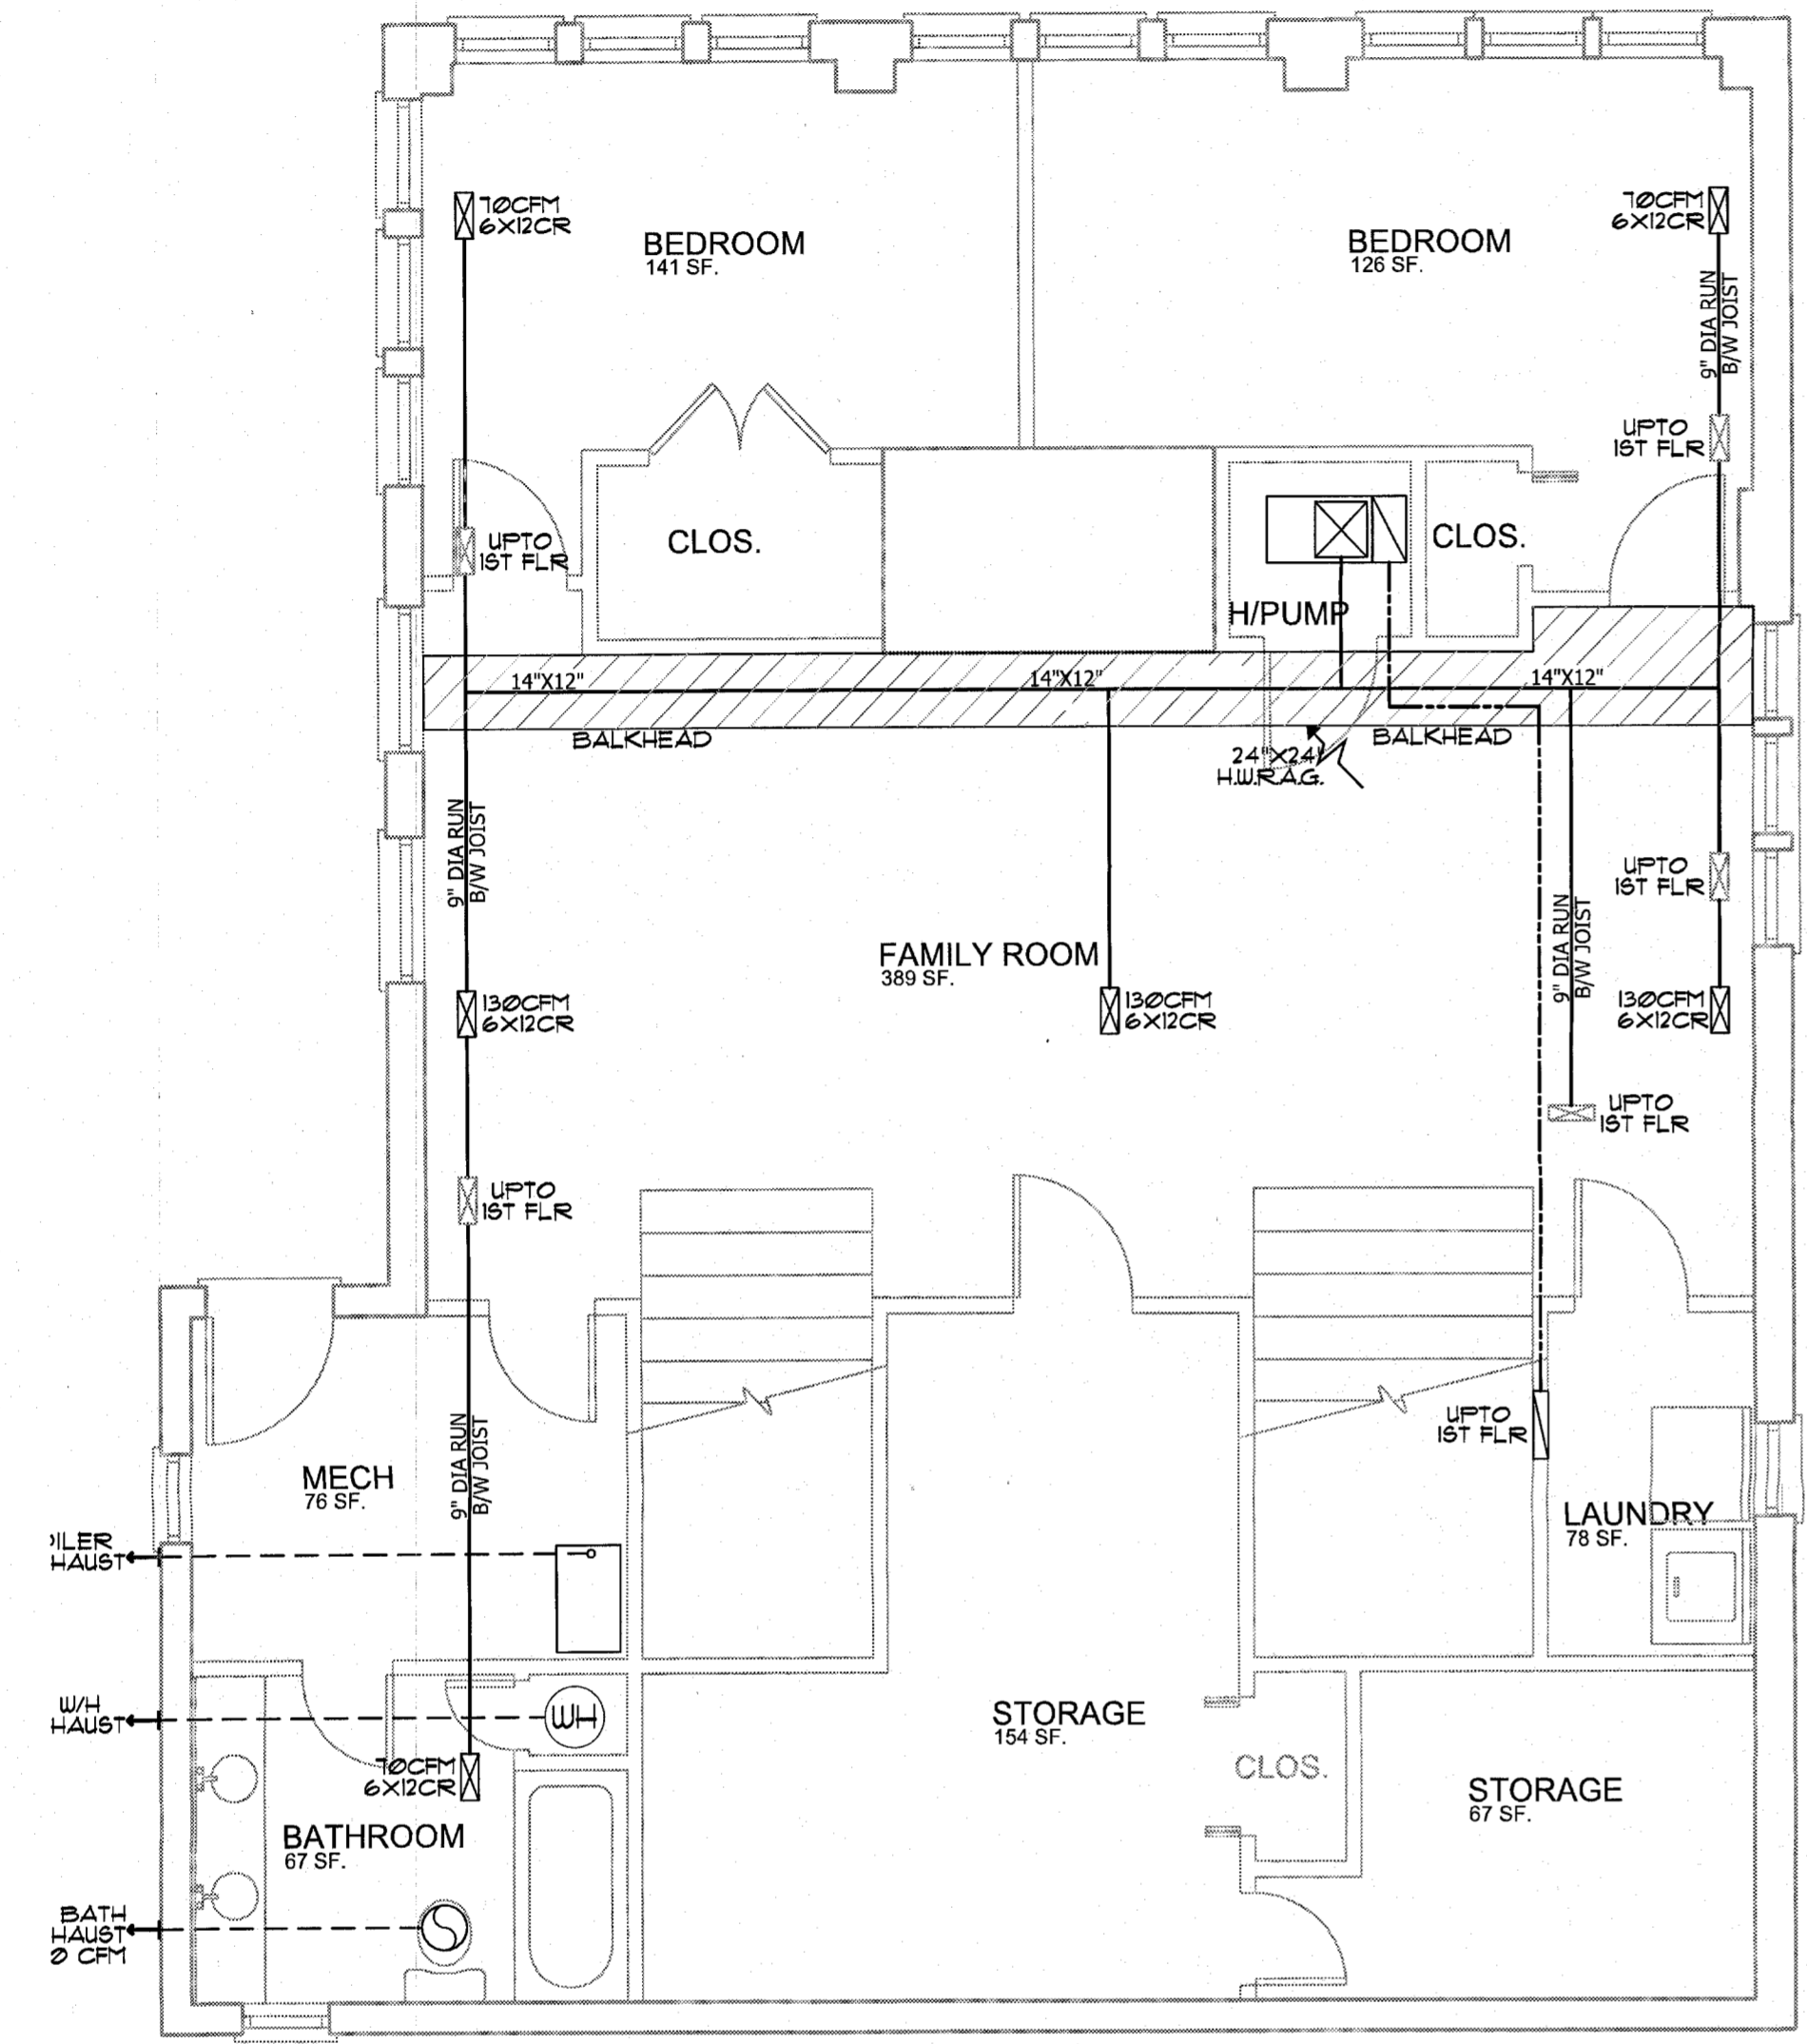 70CFM
6X12CR
BEDROOM
141 SF.
BEDROOM
126 SF.
70CFM
6X12CR
9" DIA RUN
B/W JOIST
UPTO
1ST FLR
UPTO
1ST FLR
CLOS.
CLOS.
H/PUMP
14"X12"
14"X12"
14"X12"
BALKHEAD
BALKHEAD
24"X24"
H.W.R.A.G.
9" DIA RUN
B/W JOIST
UPTO
1ST FLR
FAMILY ROOM
389 SF.
9" DIA RUN
B/W JOIST
130CFM
6X12CR
130CFM
6X12CR
130CFM
6X12CR
UPTO
1ST FLR
UPTO
1ST FLR
UPTO
1ST FLR
MECH
76 SF.
9" DIA RUN
B/W JOIST
LAUNDRY
78 SF.
OILER
HAUST
W/H
HAUST
WH
70CFM
6X12CR
STORAGE
154 SF.
CLOS.
STORAGE
67 SF.
BATHROOM
67 SF.
BATH
HAUST
0 CFM